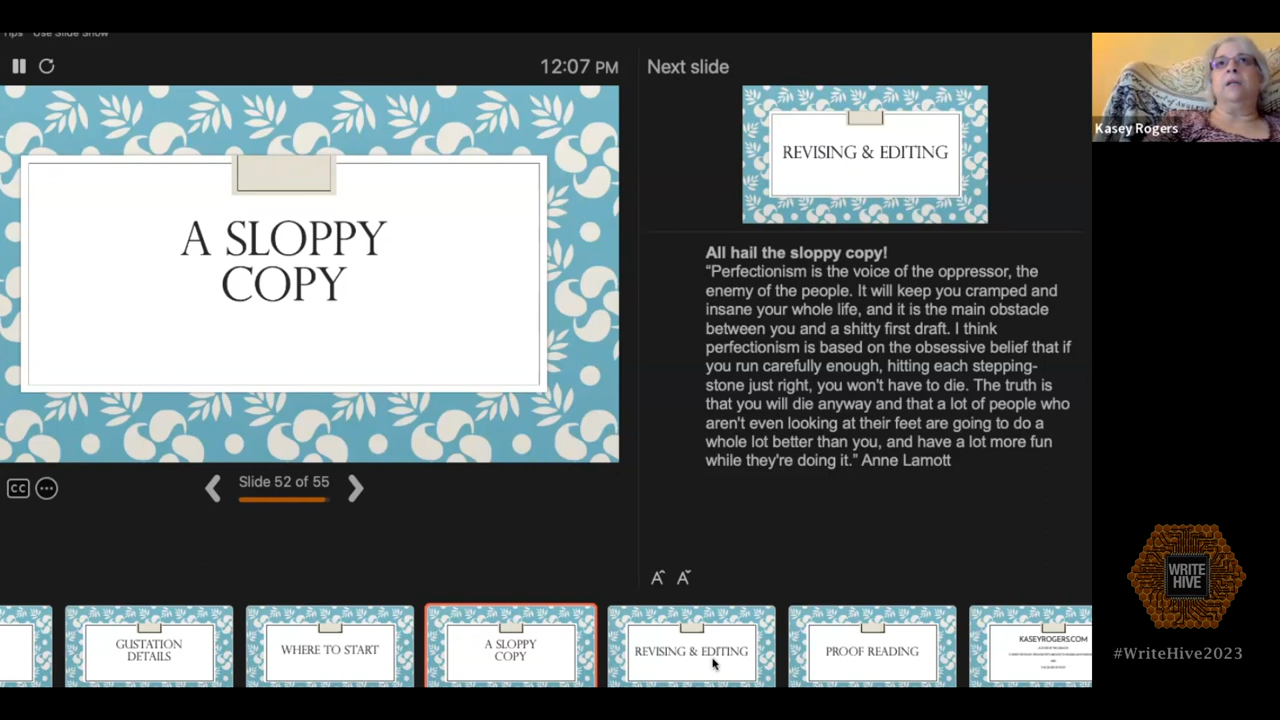 Tips Use Slide Show
12:07 PM
Next slide
A SLOPPY
COPY
REVISING & EDITING
All hail the sloppy copy!
“Perfectionism is the voice of the oppressor, the
enemy of the people. It will keep you cramped and
insane your whole life, and it is the main obstacle
between you and a shitty first draft. I think
perfectionism is based on the obsessive belief that if
you run carefully enough, hitting each stepping-
stone just right, you won't have to die. The truth is
that you will die anyway and that a lot of people who
aren't even looking at their feet are going to do a
whole lot better than you, and have a lot more fun
while they're doing it.” Anne Lamott
Kasey Rogers
CC
Slide 52 of 55
A A
GUSTATION
DETAILS
WHERE TO START
A SLOPPY
COPY
REVISING & EDITING
PROOF READING
KASEYROGERS.COM
WRITE
HIVE
#WriteHive2023